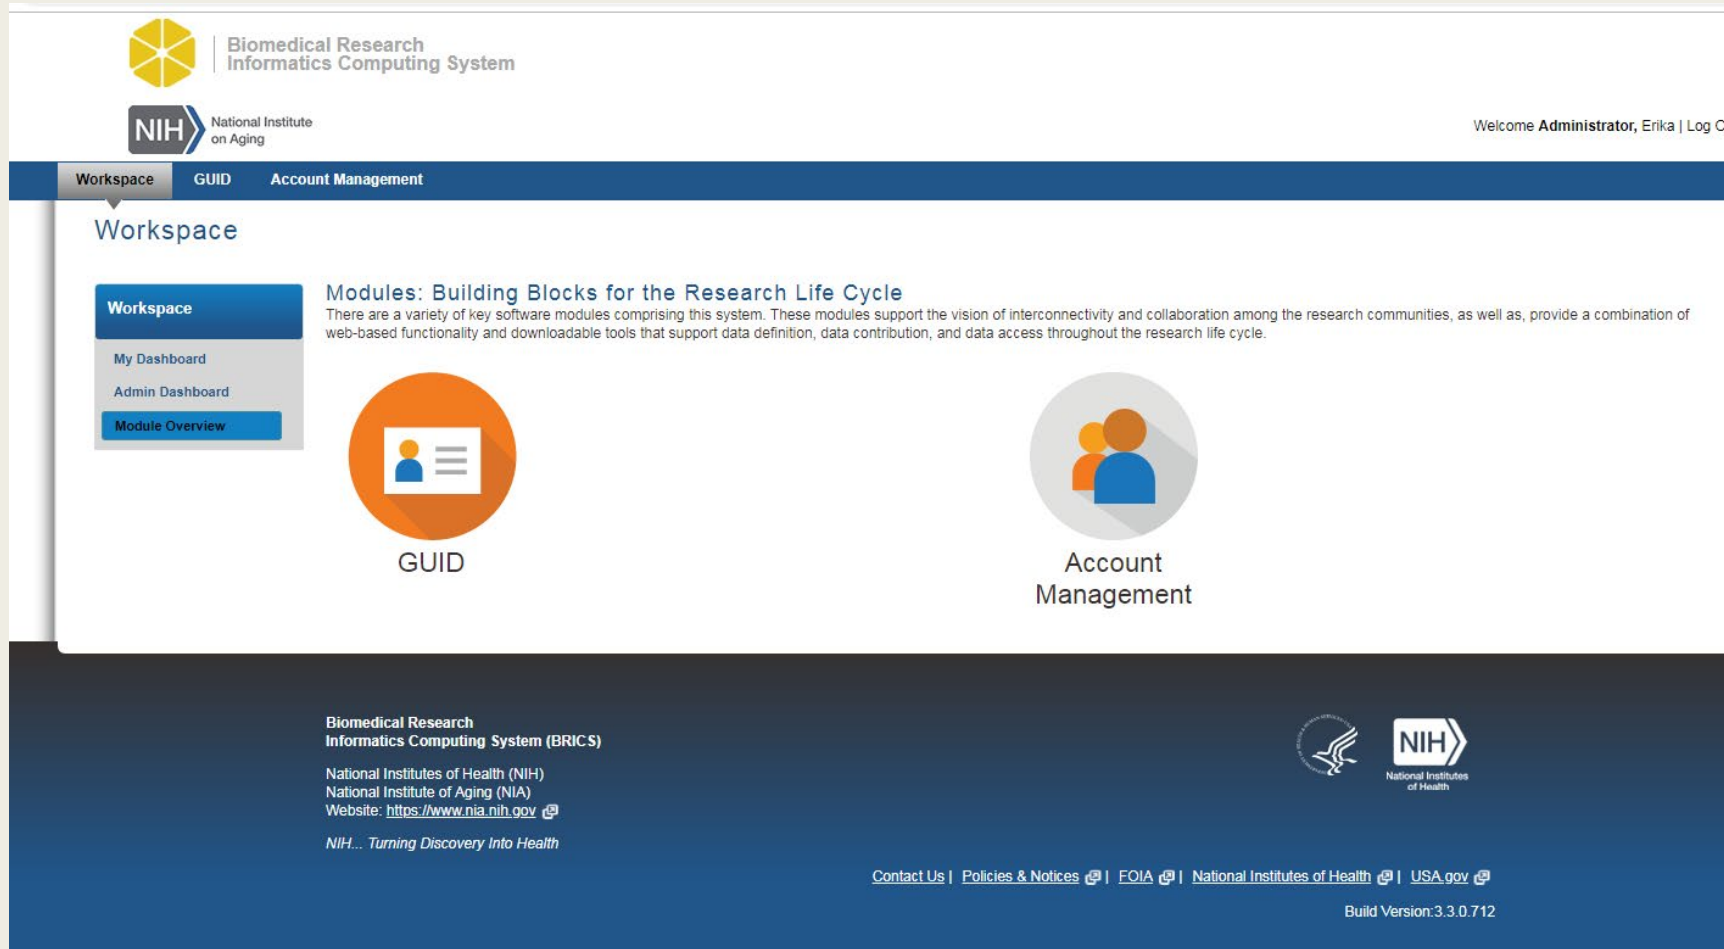 Biomedical Research
Informatics Computing System
NIH National Institute
on Aging
Welcome Administrator, Erika | Log
Workspace GUID Account Management
Workspace
Workspace
My Dashboard
Admin Dashboard
Module Overview
Modules: Building Blocks for the Research Life Cycle
There are a variety of key software modules comprising this system. These modules support the vision of interconnectivity and collaboration among the research communities, as well as, provide a combination of
web-based functionality and downloadable tools that support data definition, data contribution, and data access throughout the research life cycle.
GUID
Account
Management
Biomedical Research
Informatics Computing System (BRICS)
National Institutes of Health (NIH)
National Institute of Aging (NIA)
Website: https://www.nia.nih.gov
NIH... Turning Discovery Into Health
NIH
National Institutes
of Health
Contact Us | Policies & Notices | FOIA | National Institutes of Health | USA.gov
Build Version:3.3.0.712